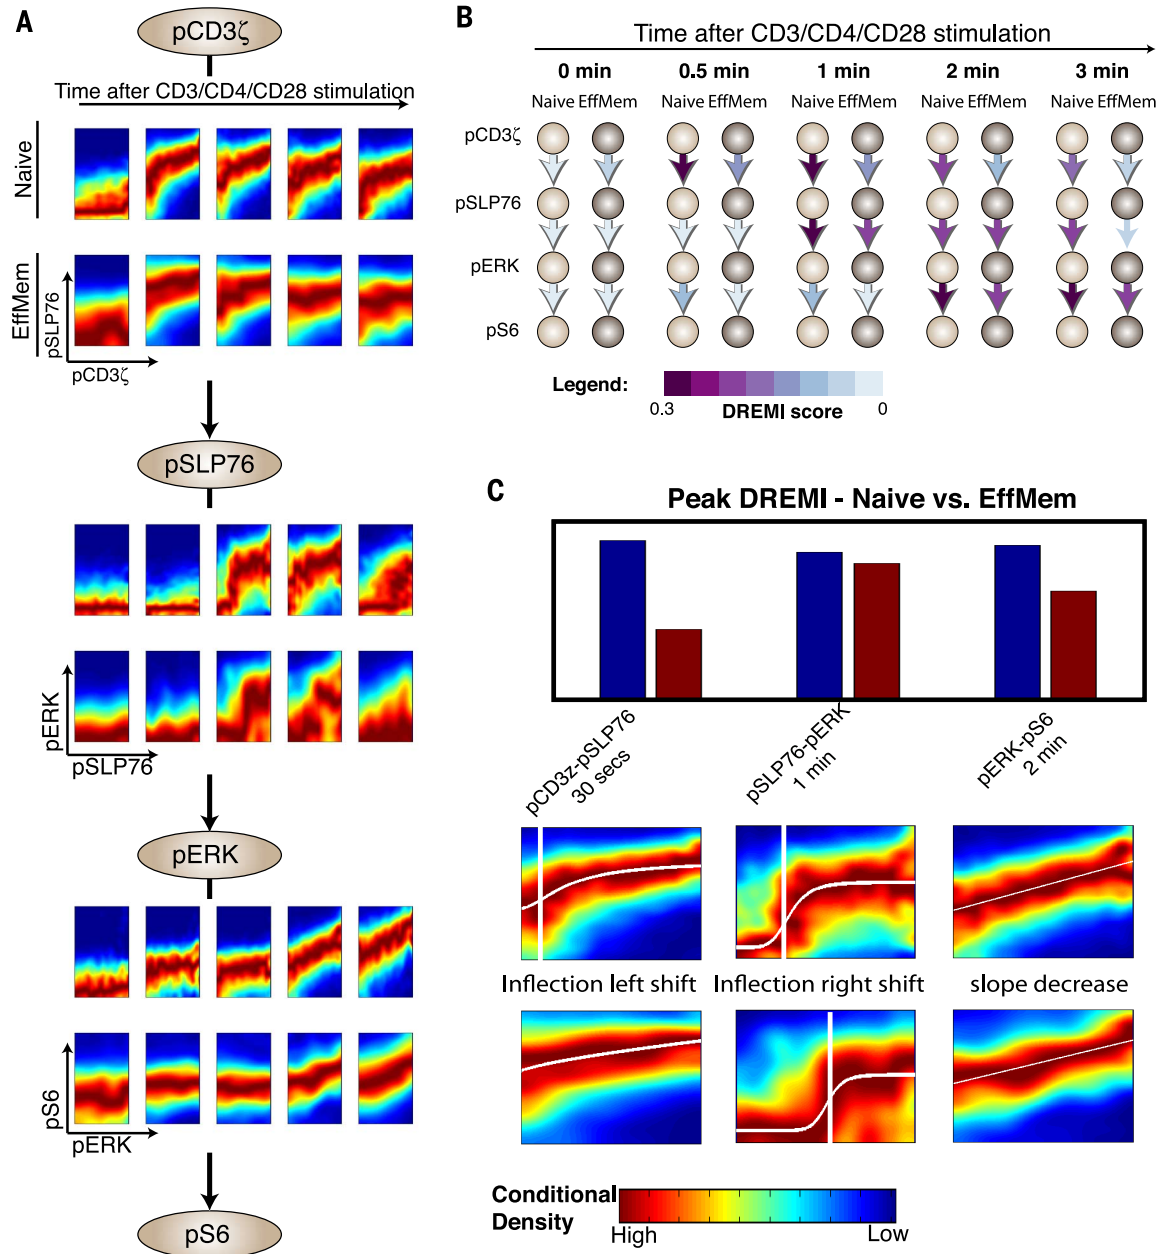 A
pCD3ζ
Time after CD3/CD4/CD28 stimulation
Naive
EffMem
pSLP76
pCD3ζ
pSLP76
pERK
pSLP76
pERK
pS6
pERK
pS6
B
Time after CD3/CD4/CD28 stimulation
0 min 0.5 min 1 min 2 min 3 min
Naive EffMem Naive EffMem Naive EffMem Naive EffMem Naive EffMem
pCD3ζ
pSLP76
pERK
pS6
Legend:
0.3 DREMI score 0
C
Peak DREMI - Naive vs. EffMem
pCD3z-pSLP76
30 secs
pSLP76-pERK
1 min
pERK-pS6
2 min
Inflection left shift Inflection right shift slope decrease
Conditional
Density
High Low